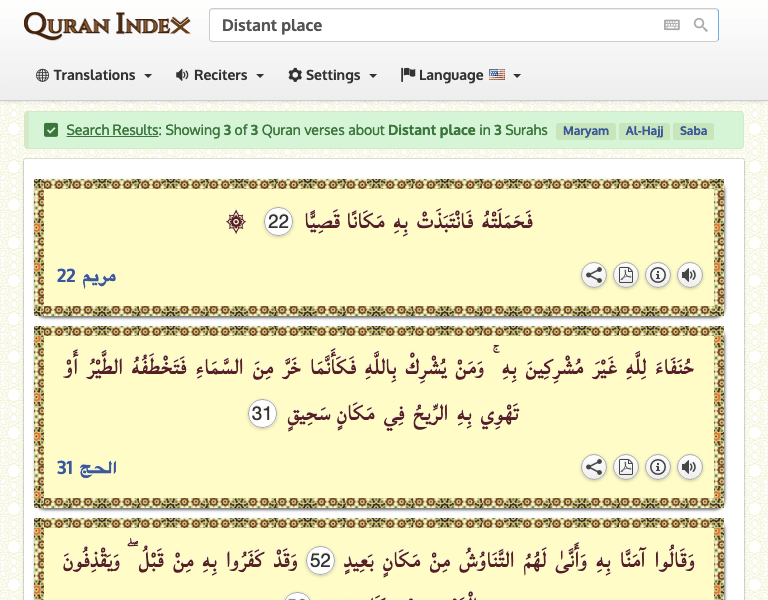 QURAN INDEX
Distant place
Translations Reciters Settings Language
Search Results: Showing 3 of 3 Quran verses about Distant place in 3 Surahs Maryam Al-Hajj Saba
فَحَمَلَتْهُ فَانْتَبَذَتْ بِهِ مَكَانًا قَصِيًّا 22 ۞
مريم 22
حُنَفَاءَ لِلَّهِ غَيْرَ مُشْرِكِينَ بِهِ ۚ وَمَنْ يُشْرِكْ بِاللَّهِ فَكَأَنَّمَا خَرَّ مِنَ السَّمَاءِ فَتَخْطَفُهُ الطَّيْرُ أَوْ
تَهْوِي بِهِ الرِّيحُ فِي مَكَانٍ سَحِيقٍ 31
الحج 31
وَقَالُوا آمَنَّا بِهِ وَأَنَّىٰ لَهُمُ التَّنَاوُشُ مِنْ مَكَانٍ بَعِيدٍ 52 وَقَدْ كَفَرُوا بِهِ مِنْ قَبْلُ ۖ وَيَقْذِفُونَ